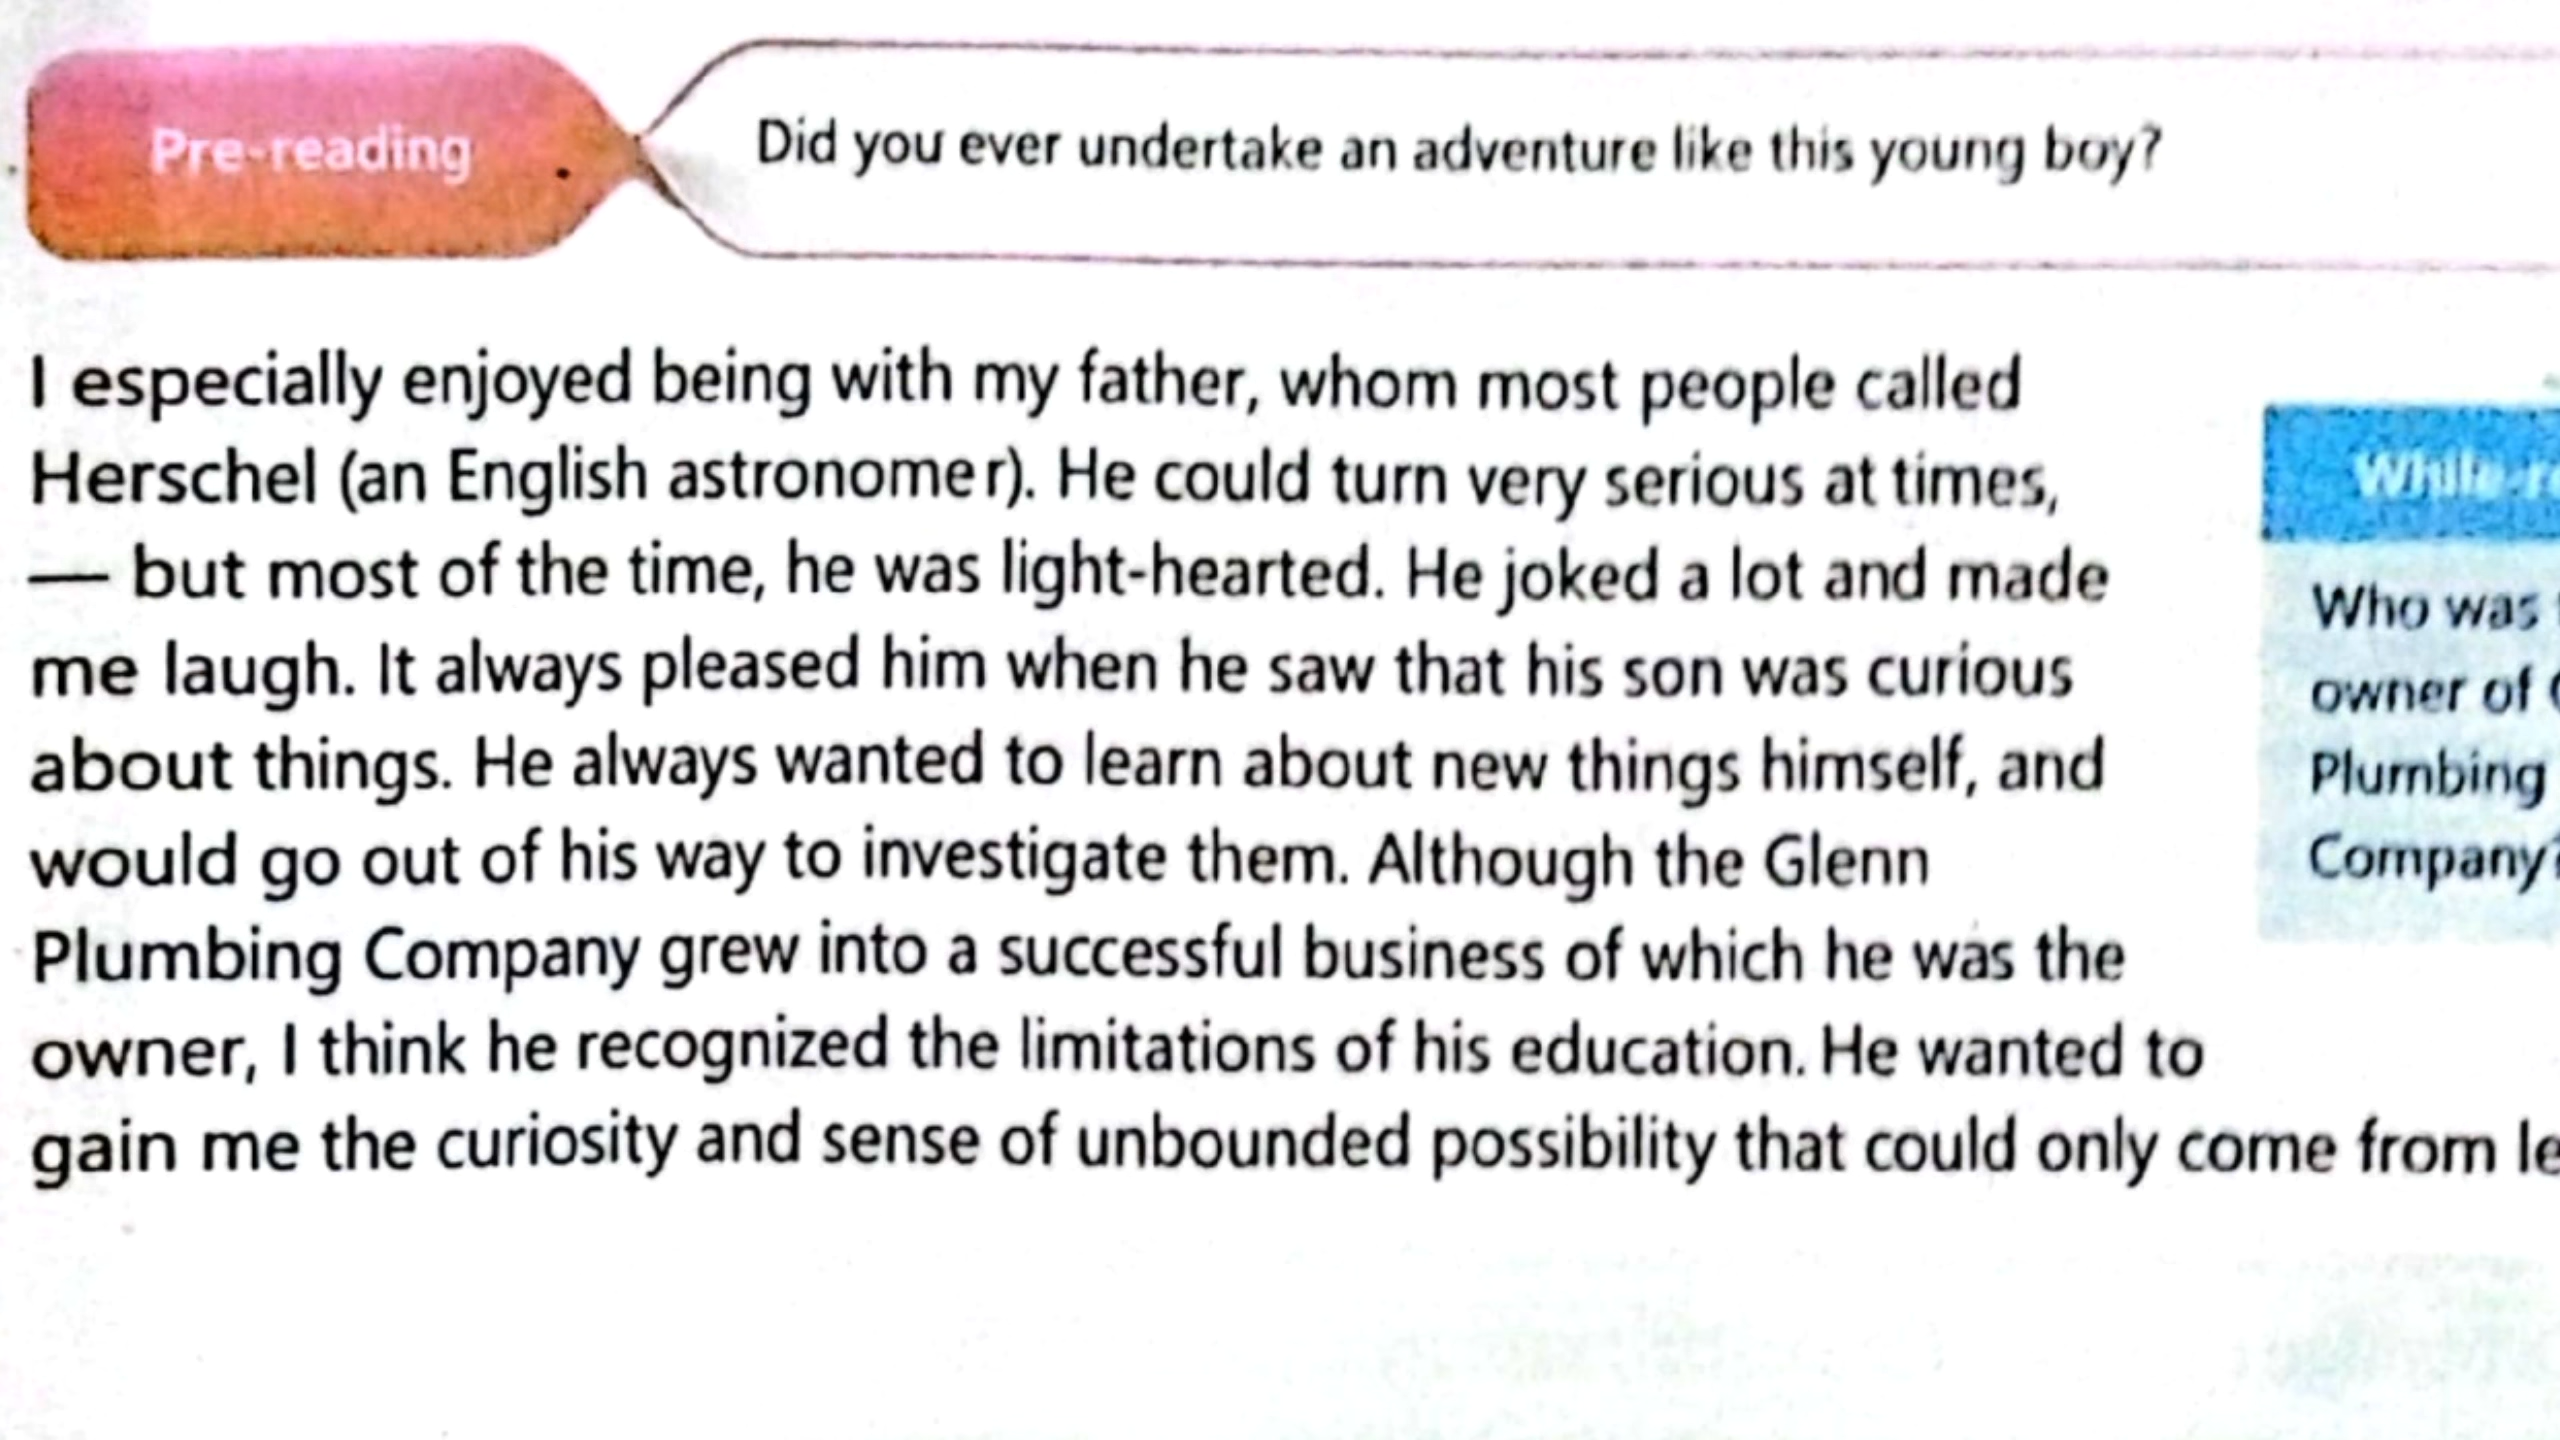 Pre-reading
Did you ever undertake an adventure like this young boy?
I especially enjoyed being with my father, whom most people called
Herschel (an English astronomer). He could turn very serious at times,
— but most of the time, he was light-hearted. He joked a lot and made
me laugh. It always pleased him when he saw that his son was curious
about things. He always wanted to learn about new things himself, and
would go out of his way to investigate them. Although the Glenn
Plumbing Company grew into a successful business of which he was the
owner, I think he recognized the limitations of his education. He wanted to
gain me the curiosity and sense of unbounded possibility that could only come from
Who was
owner of
Plumbing
Company?